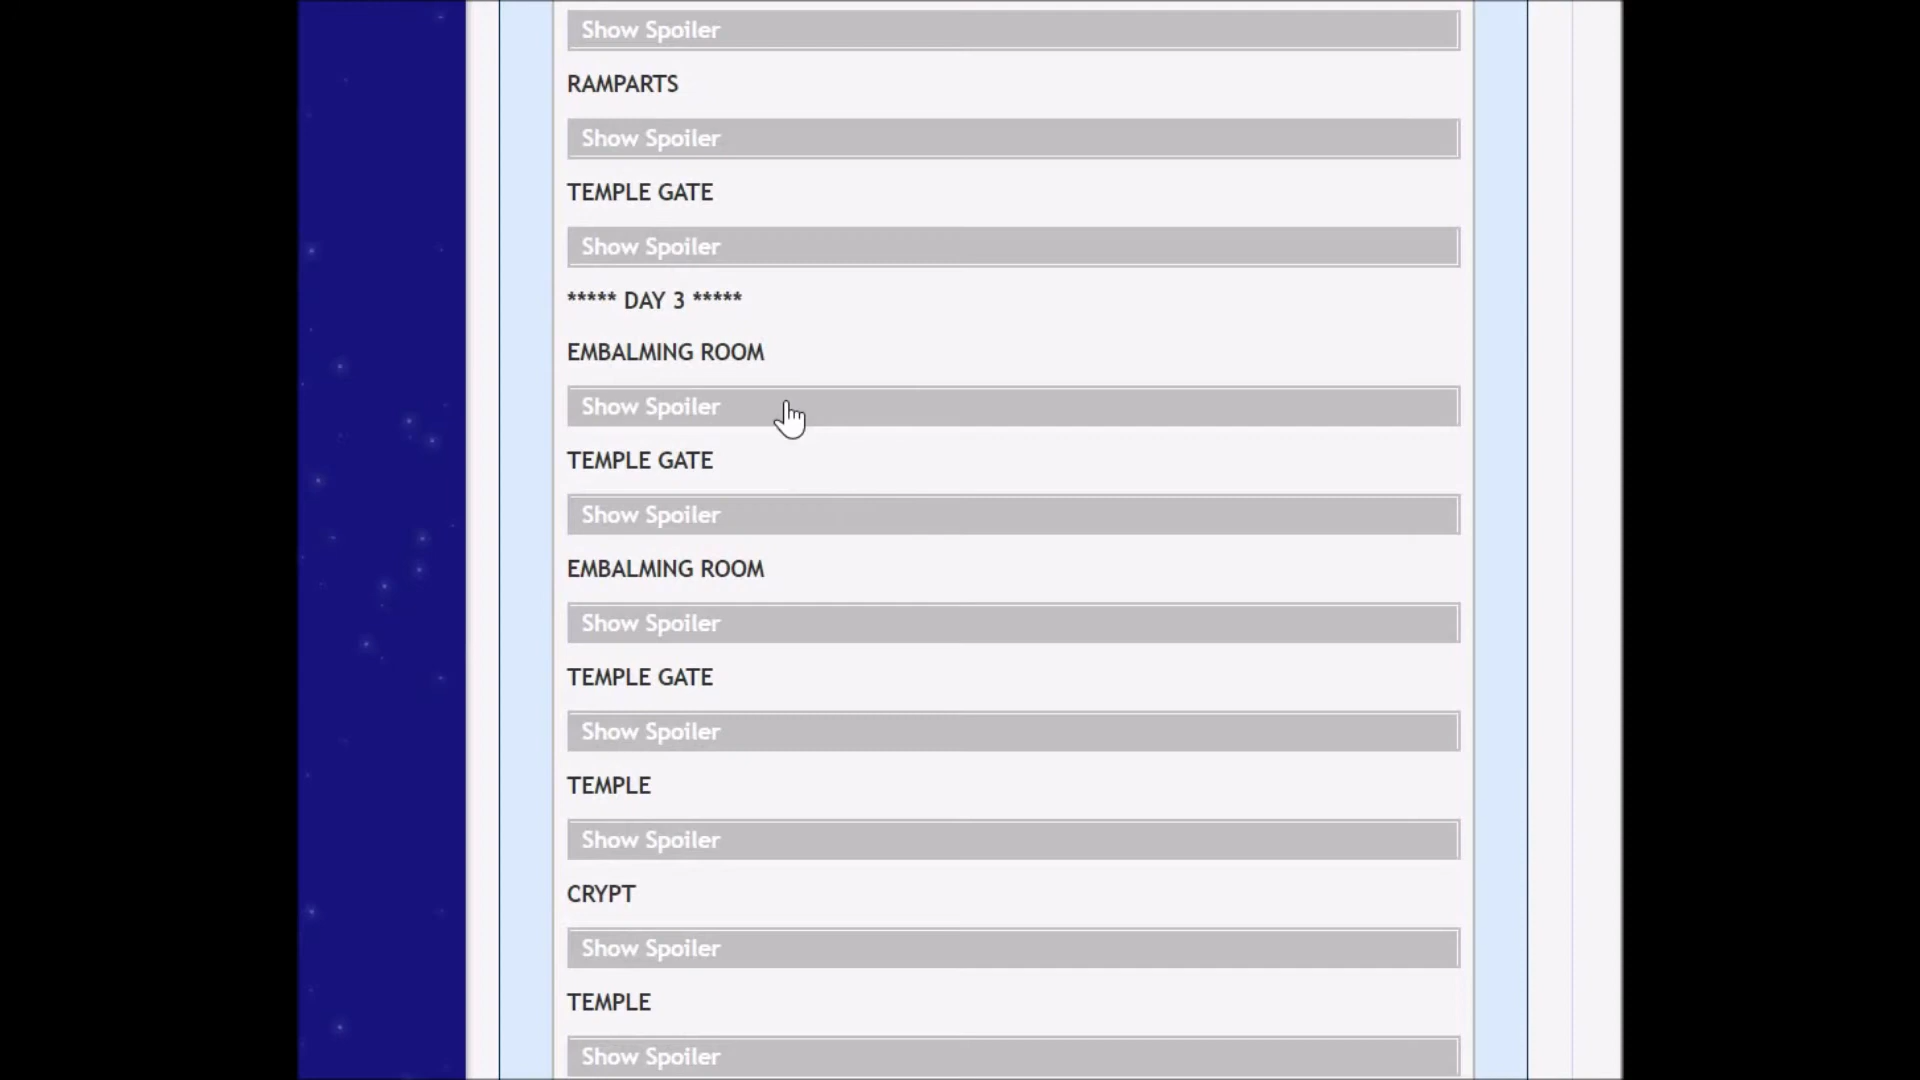 Show Spoiler
RAMPARTS
Show Spoiler
TEMPLE GATE
Show Spoiler
***** DAY 3 *****
EMBALMING ROOM
Show Spoiler
TEMPLE GATE
Show Spoiler
EMBALMING ROOM
Show Spoiler
TEMPLE GATE
Show Spoiler
TEMPLE
Show Spoiler
CRYPT
Show Spoiler
TEMPLE
Show Spoiler